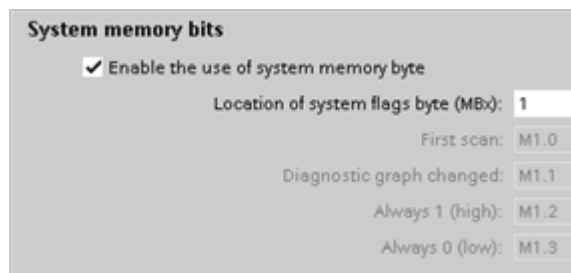 System memory bits
Enable the use of system memory byte
Location of system flags byte (MBx): 1
First scan: M1.0
Diagnostic graph changed: M1.1
Always 1 (high): M1.2
Always 0 (low): M1.3